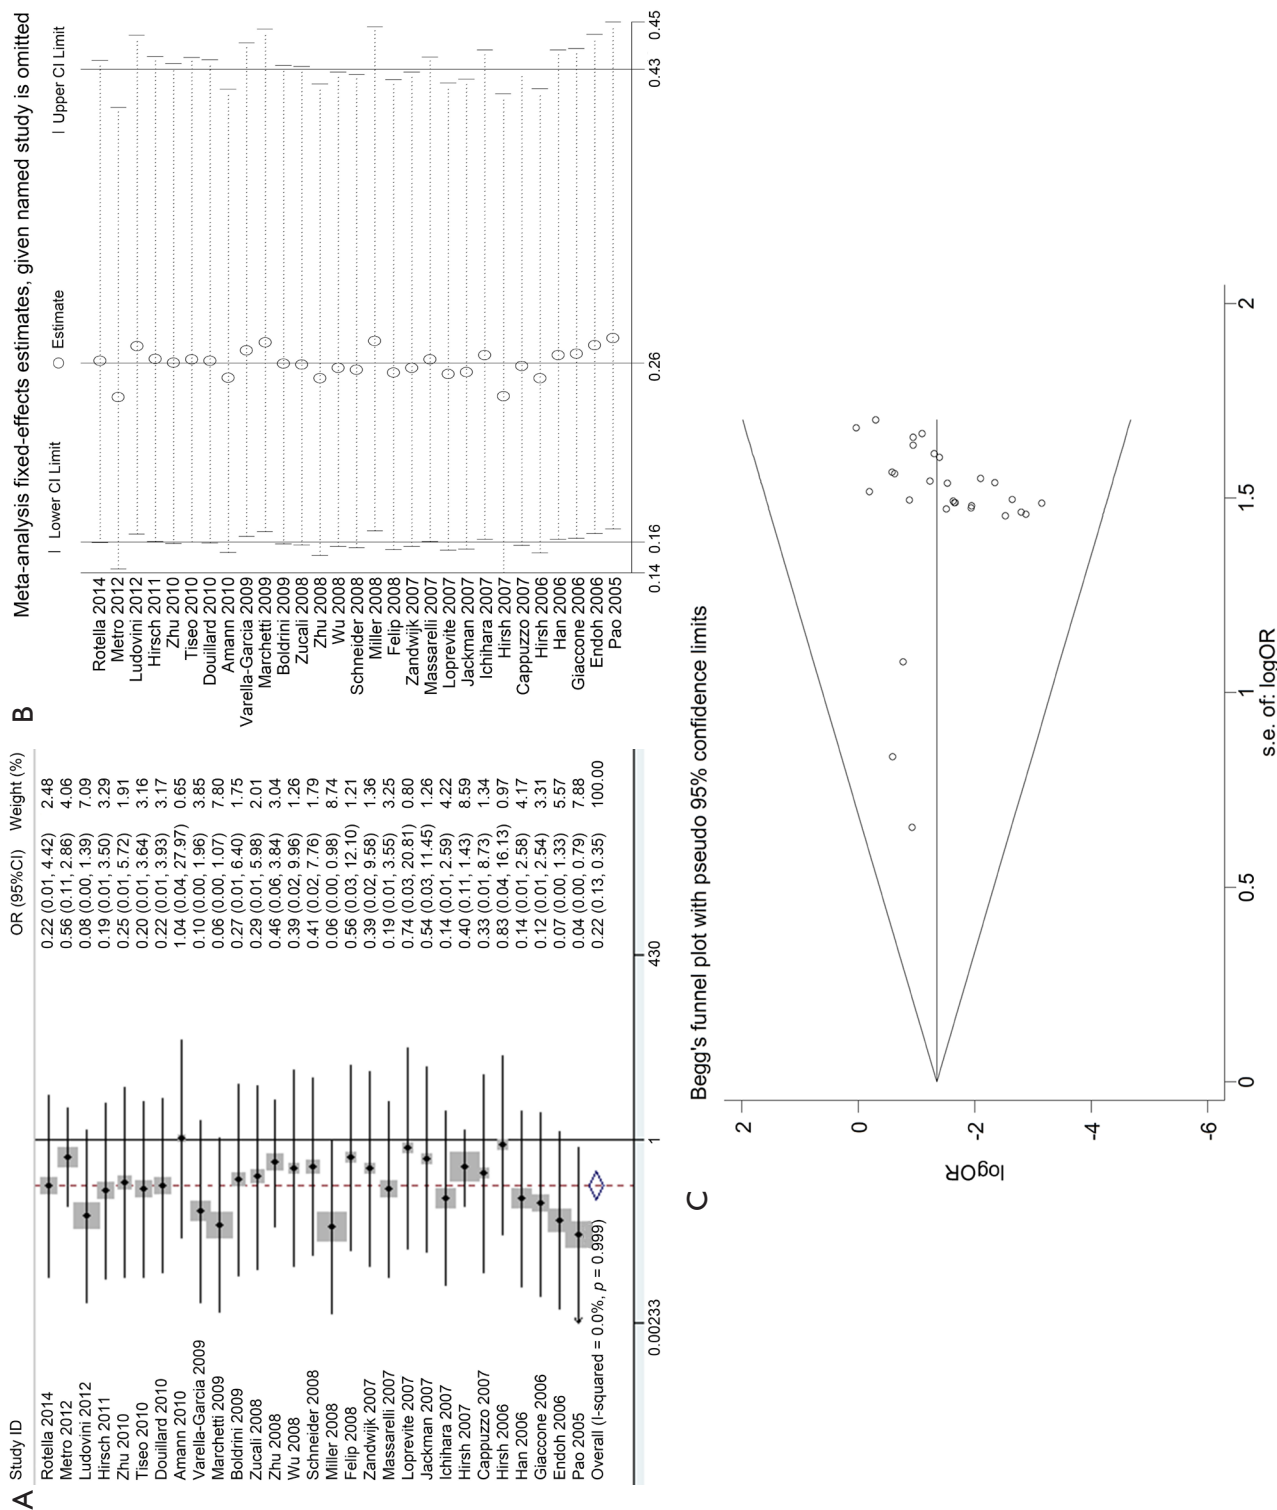 A
Study ID OR (95%CI) Weight (%)
Rotella 2014 0.22 (0.01, 4.42) 2.48
Metro 2012 0.56 (0.11, 2.86) 4.06
Ludovini 2012 0.08 (0.00, 1.39) 7.09
Hirsch 2011 0.19 (0.01, 3.50) 3.29
Zhu 2010 0.25 (0.01, 5.72) 1.91
Tiseo 2010 0.20 (0.01, 3.64) 3.16
Douillard 2010 0.22 (0.01, 3.93) 3.17
Amann 2010 1.04 (0.04, 27.97) 0.65
Varella-Garcia 2009 0.10 (0.00, 1.96) 3.85
Marchetti 2009 0.06 (0.00, 1.07) 7.80
Boldrini 2009 0.27 (0.01, 6.40) 1.75
Zucali 2008 0.29 (0.01, 5.98) 2.01
Zhu 2008 0.46 (0.06, 3.84) 3.04
Wu 2008 0.39 (0.02, 9.96) 1.26
Schneider 2008 0.41 (0.02, 7.76) 1.79
Miller 2008 0.06 (0.00, 0.98) 8.74
Felip 2008 0.56 (0.03, 12.10) 1.21
Zandwijk 2007 0.39 (0.02, 9.58) 1.36
Massarelli 2007 0.19 (0.01, 3.55) 3.25
Loprevite 2007 0.74 (0.03, 20.81) 0.80
Jackman 2007 0.54 (0.03, 11.45) 1.26
Ichihara 2007 0.14 (0.01, 2.59) 4.22
Hirsh 2007 0.40 (0.11, 1.43) 8.59
Cappuzzo 2007 0.33 (0.01, 8.73) 1.34
Hirsh 2006 0.83 (0.04, 16.13) 0.97
Han 2006 0.14 (0.01, 2.58) 4.17
Giaccone 2006 0.12 (0.01, 2.54) 3.31
Endoh 2006 0.07 (0.00, 1.33) 5.57
Pao 2005 0.04 (0.00, 0.79) 7.88
Overall (I-squared = 0.0%, p = 0.999) 0.22 (0.13, 0.35) 100.00
0.00233 1 430
B
Meta-analysis fixed-effects estimates, given named study is omitted
| Lower CI Limit ○ Estimate | Upper CI Limit
Rotella 2014
Metro 2012
Ludovini 2012
Hirsch 2011
Zhu 2010
Tiseo 2010
Douillard 2010
Amann 2010
Varella-Garcia 2009
Marchetti 2009
Boldrini 2009
Zucali 2008
Zhu 2008
Wu 2008
Schneider 2008
Miller 2008
Felip 2008
Zandwijk 2007
Massarelli 2007
Loprevite 2007
Jackman 2007
Ichihara 2007
Hirsh 2007
Cappuzzo 2007
Hirsh 2006
Han 2006
Giaccone 2006
Endoh 2006
Pao 2005
0.14 0.16 0.26 0.43 0.45
C
Begg's funnel plot with pseudo 95% confidence limits
logOR
2
0
-2
-4
-6
0 0.5 1 1.5 2
s.e. of: logOR